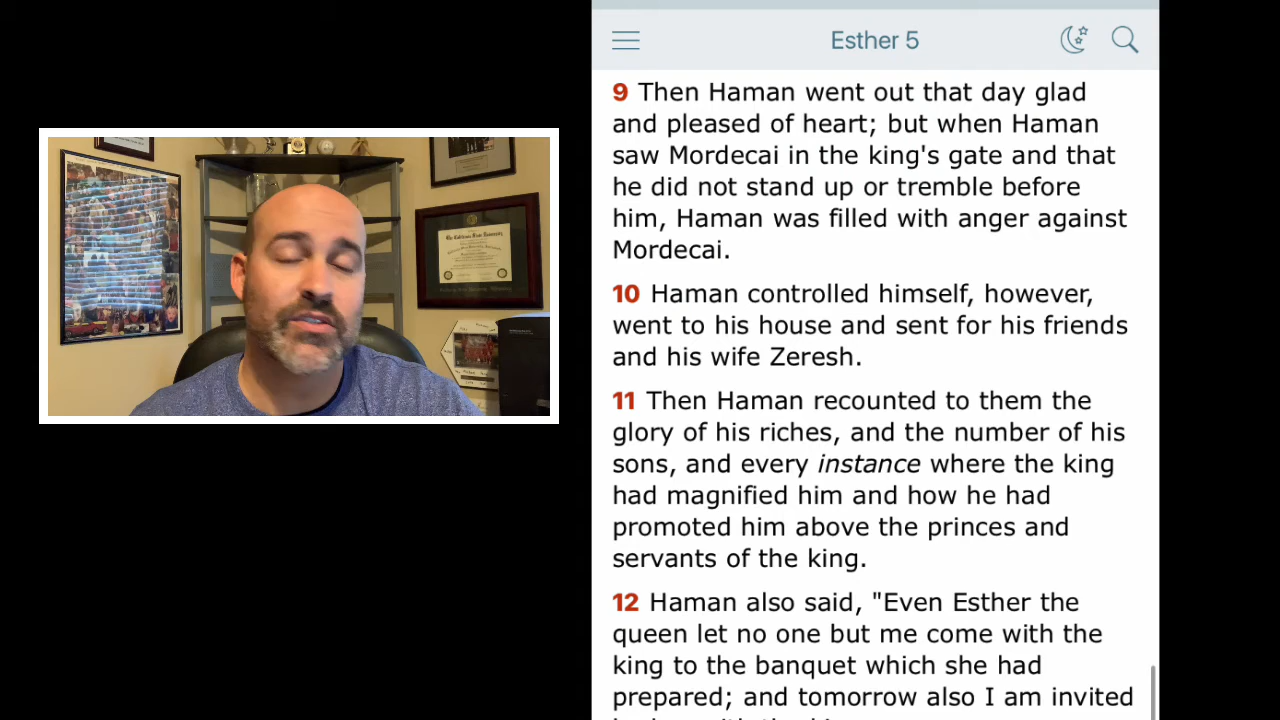 Esther 5
9 Then Haman went out that day glad
and pleased of heart; but when Haman
saw Mordecai in the king's gate and that
he did not stand up or tremble before
him, Haman was filled with anger against
Mordecai.
10 Haman controlled himself, however,
went to his house and sent for his friends
and his wife Zeresh.
11 Then Haman recounted to them the
glory of his riches, and the number of his
sons, and every instance where the king
had magnified him and how he had
promoted him above the princes and
servants of the king.
12 Haman also said, "Even Esther the
queen let no one but me come with the
king to the banquet which she had
prepared; and tomorrow also I am invited